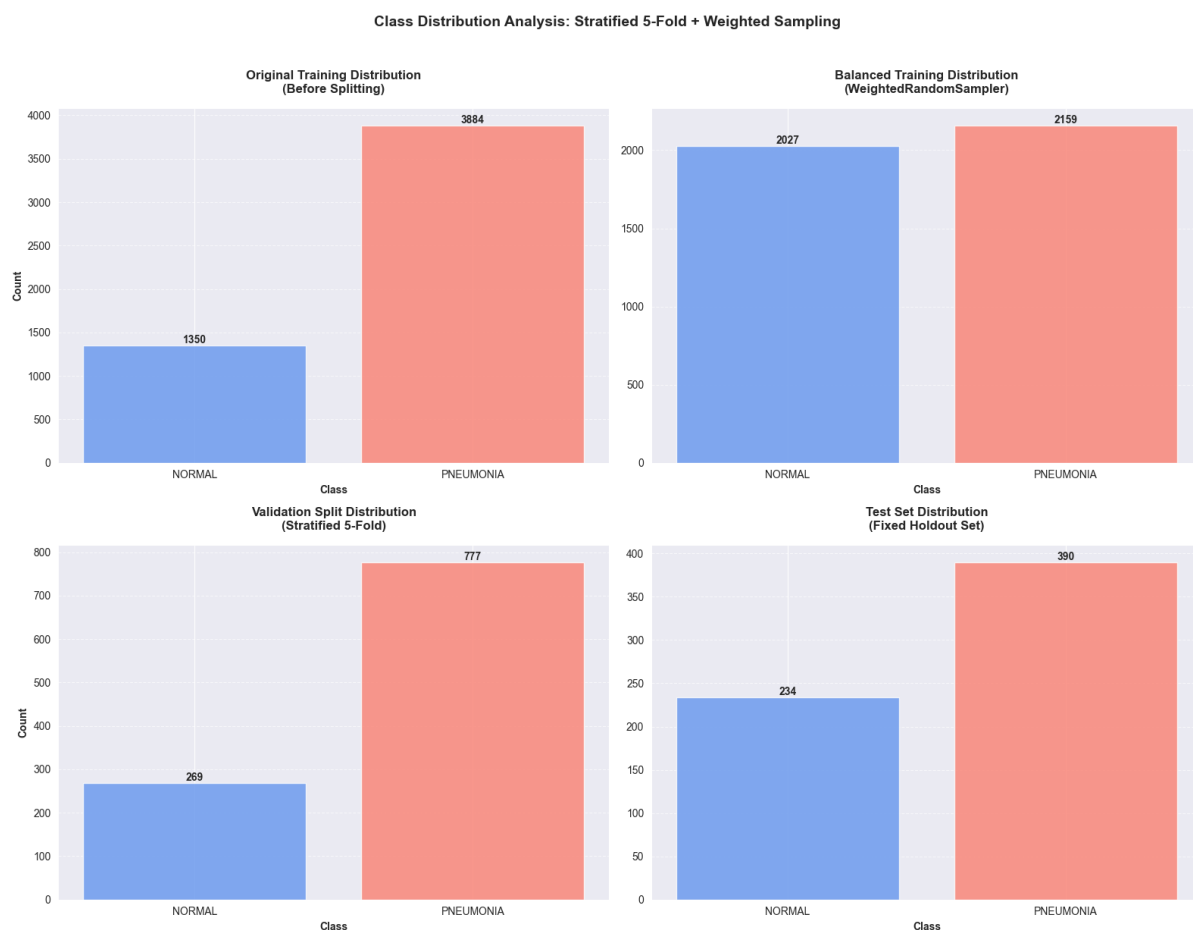 Class Distribution Analysis: Stratified 5-Fold + Weighted Sampling
Original Training Distribution
(Before Splitting)
4000
3500
3000
2500
2000
1500
1000
500
0
Count
3884
1350
NORMAL
PNEUMONIA
Class
Balanced Training Distribution
(WeightedRandomSampler)
2000
1500
1000
500
0
2159
2027
NORMAL
PNEUMONIA
Class
Validation Split Distribution
(Stratified 5-Fold)
800
700
600
500
400
300
200
100
0
Count
777
269
NORMAL
PNEUMONIA
Class
Test Set Distribution
(Fixed Holdout Set)
400
350
300
250
200
150
100
50
0
390
234
NORMAL
PNEUMONIA
Class